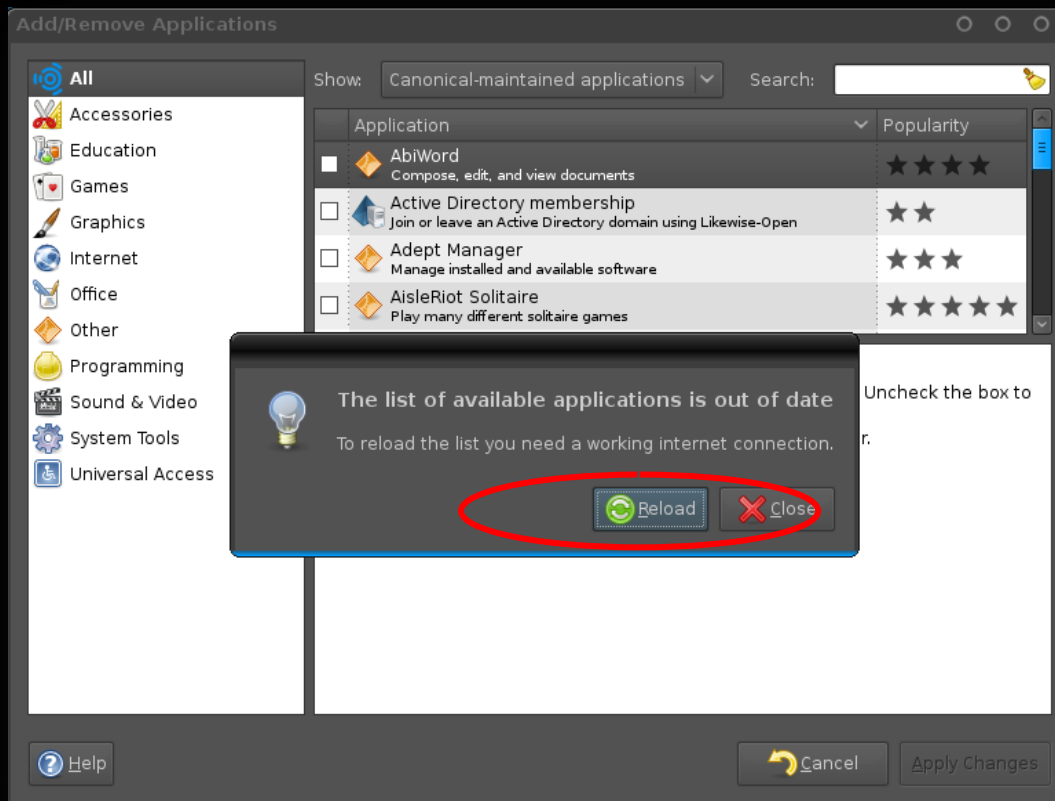 Add/Remove Applications
All
Accessories
Education
Games
Graphics
Internet
Office
Other
Programming
Sound & Video
System Tools
Universal Access
Show: Canonical-maintained applications Search:
Application Popularity
AbiWord
Compose, edit, and view documents
Active Directory membership
Join or leave an Active Directory domain using Likewise-Open
Adept Manager
Manage installed and available software
AisleRiot Solitaire
Play many different solitaire games
Uncheck the box to
r.
The list of available applications is out of date
To reload the list you need a working internet connection.
Reload Close
Help Cancel Apply Changes